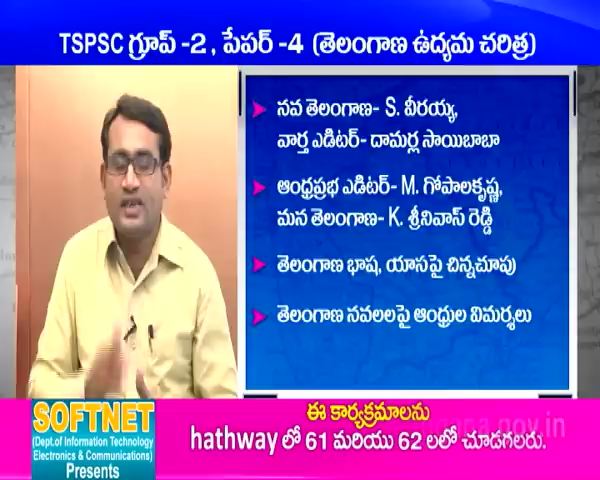 TSPSC గ్రూప్ -2 , పేపర్ -4 (తెలంగాణ ఉద్యమ చరిత్ర)
నవ తెలంగాణ- S. వీరయ్య,
వార్త ఎడిటర్- దామర్ల సాయిబాబా
ఆంధ్రప్రభ ఎడిటర్- M. గోపాలకృష్ణ,
మన తెలంగాణ- K. శ్రీనివాస్ రెడ్డి
తెలంగాణ భాష, యాసపై చిన్నచూపు
తెలంగాణ నవలలపై ఆంధ్రుల విమర్శలు
SOFTNET
(Dept.of Information Technology
Electronics & Communications)
Presents
ఈ కార్యక్రమాలను
hathway లో 61 మరియు 62 లలో చూడగలరు.